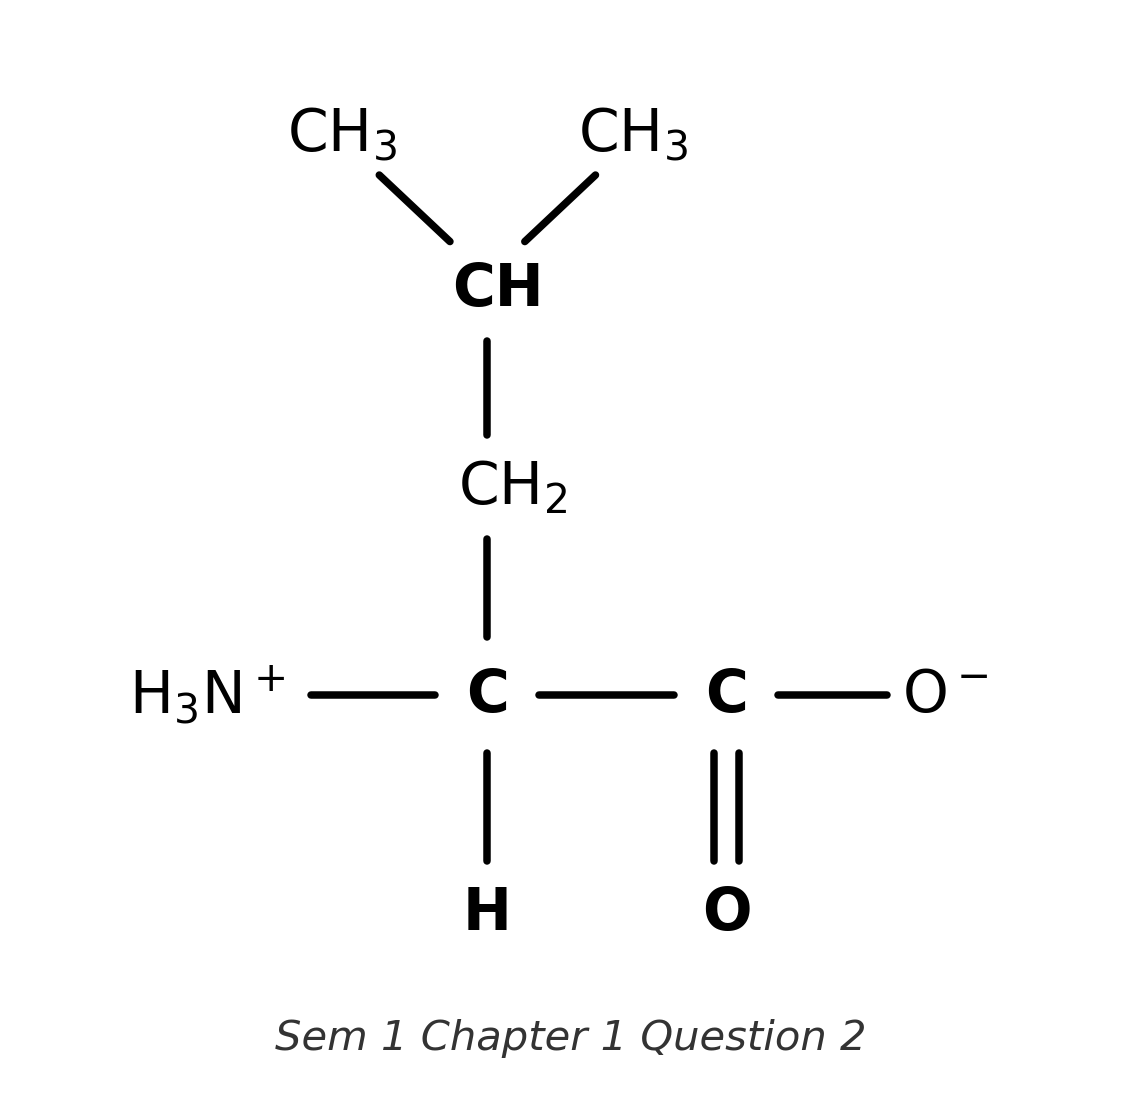 CH₃ CH₃
CH
CH₂
H₃N⁺ C C O⁻
H O
Sem 1 Chapter 1 Question 2